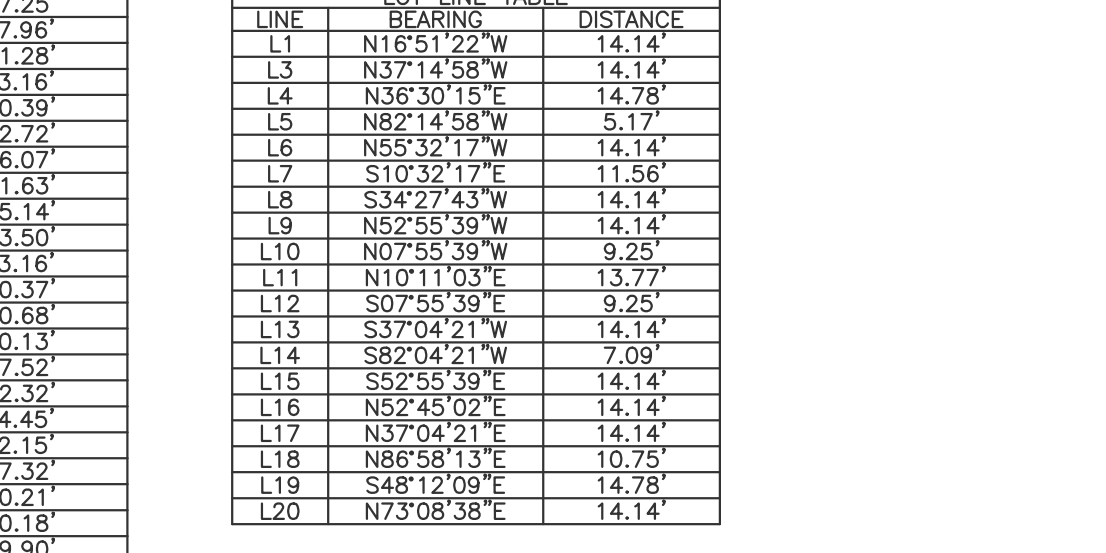 7.25
7.96'
1.28'
3.16'
0.39'
2.72'
6.07'
1.63'
5.14'
3.50'
3.16'
0.37'
0.68'
0.13'
7.52'
2.32'
4.45'
2.15'
7.32'
0.21'
0.18'
9.90'
LOT LINE TABLE
LINE BEARING DISTANCE
L1 N16°51'22"W 14.14'
L3 N37°14'58"W 14.14'
L4 N36°30'15"E 14.78'
L5 N82°14'58"W 5.17'
L6 N55°32'17"W 14.14'
L7 S10°32'17"E 11.56'
L8 S34°27'43"W 14.14'
L9 N52°55'39"W 14.14'
L10 N07°55'39"W 9.25'
L11 N10°11'03"E 13.77'
L12 S07°55'39"E 9.25'
L13 S37°04'21"W 14.14'
L14 S82°04'21"W 7.09'
L15 S52°55'39"E 14.14'
L16 N52°45'02"E 14.14'
L17 N37°04'21"E 14.14'
L18 N86°58'13"E 10.75'
L19 S48°12'09"E 14.78'
L20 N73°08'38"E 14.14'